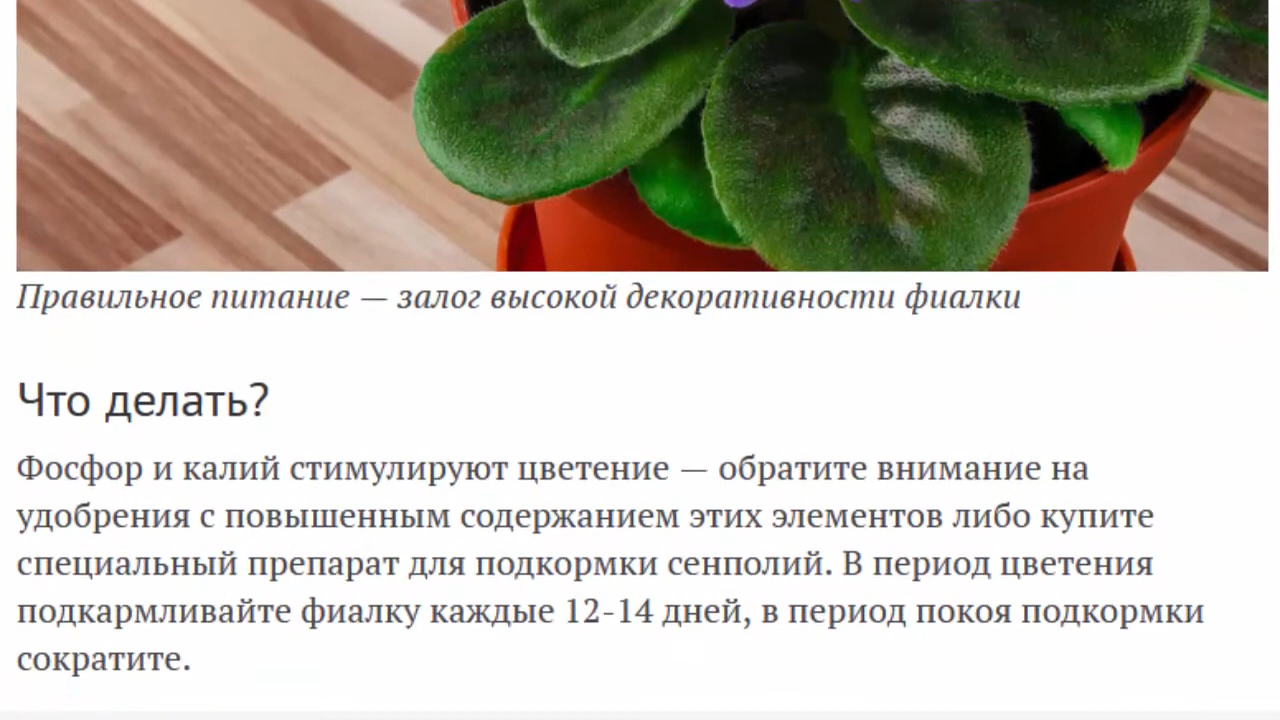 Правильное питание — залог высокой декоративности фиалки
Что делать?
Фосфор и калий стимулируют цветение — обратите внимание на
удобрения с повышенным содержанием этих элементов либо купите
специальный препарат для подкормки сенполий. В период цветения
подкармливайте фиалку каждые 12-14 дней, в период покоя подкормки
сократите.